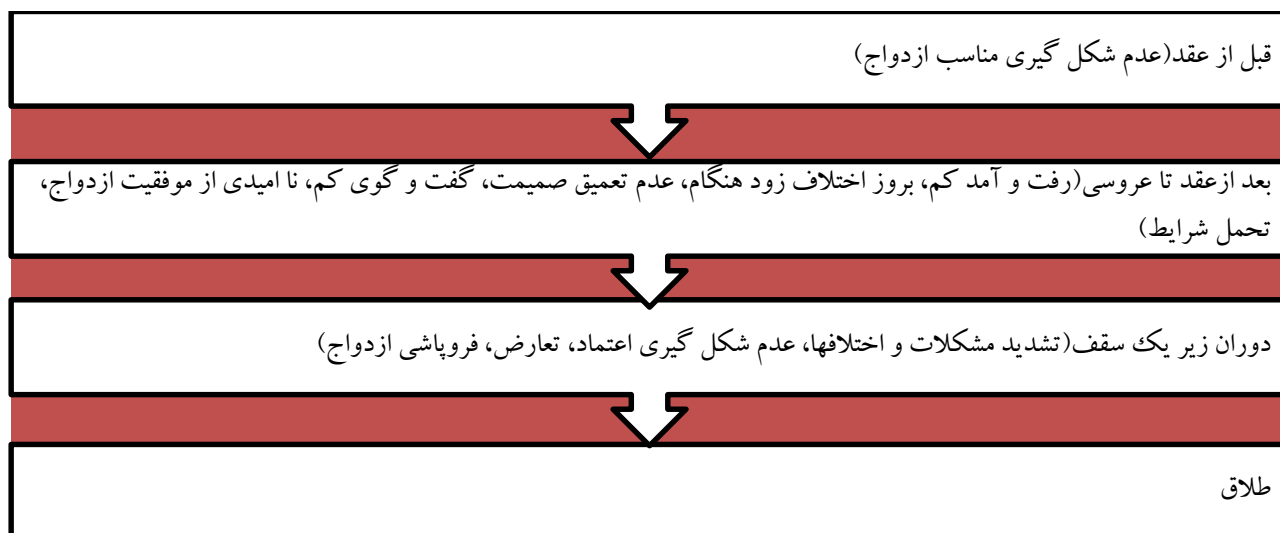 قبل از عقد(عدم شکل گیری مناسب ازدواج)
بعد ازعقد تا عروسی(رفت و آمد کم، بروز اختلاف زود هنگام، عدم تعمیق صمیمت، گفت و گوی کم، نا امیدی از موفقیت ازدواج،
تحمل شرایط)
دوران زیر یک سقف(تشدید مشکلات و اختلافها، عدم شکل گیری اعتماد، تعارض، فروپاشی ازدواج)
طلاق